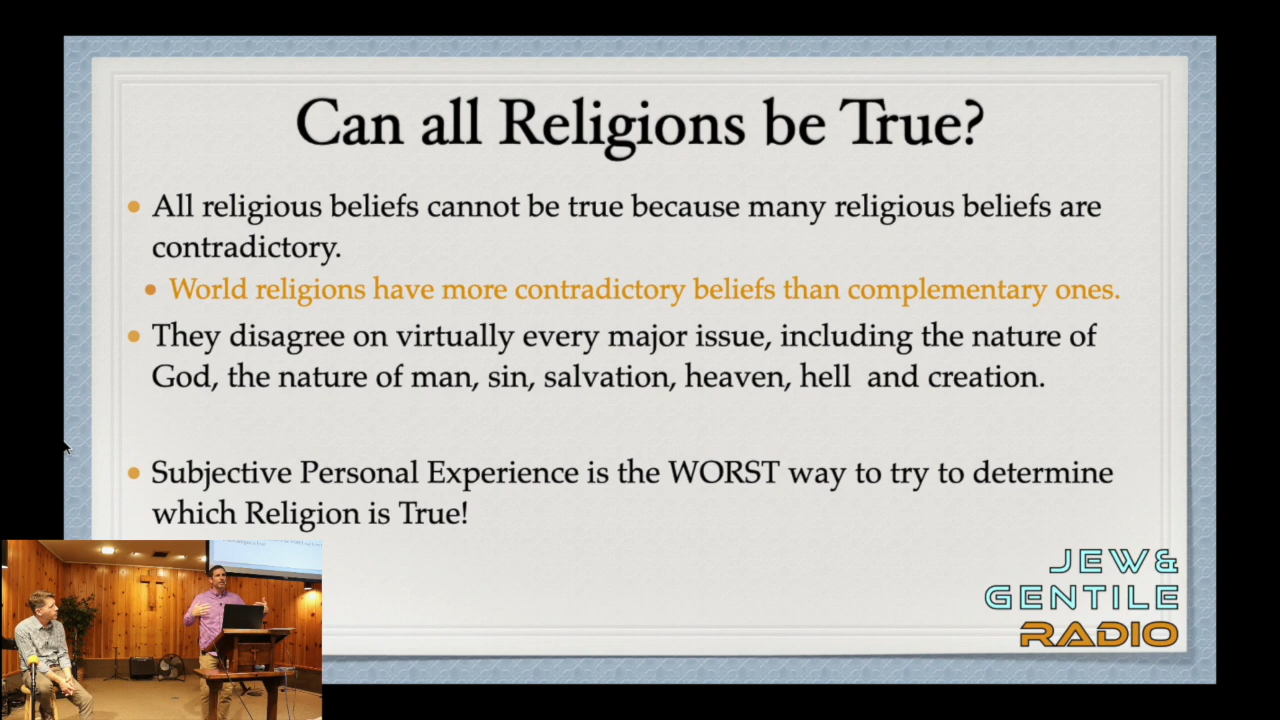 Can all Religions be True?
• All religious beliefs cannot be true because many religious beliefs are
contradictory.
• World religions have more contradictory beliefs than complementary ones.
• They disagree on virtually every major issue, including the nature of
God, the nature of man, sin, salvation, heaven, hell  and creation.
• Subjective Personal Experience is the WORST way to try to determine
which Religion is True!
JEW&
GENTILE
RADIO